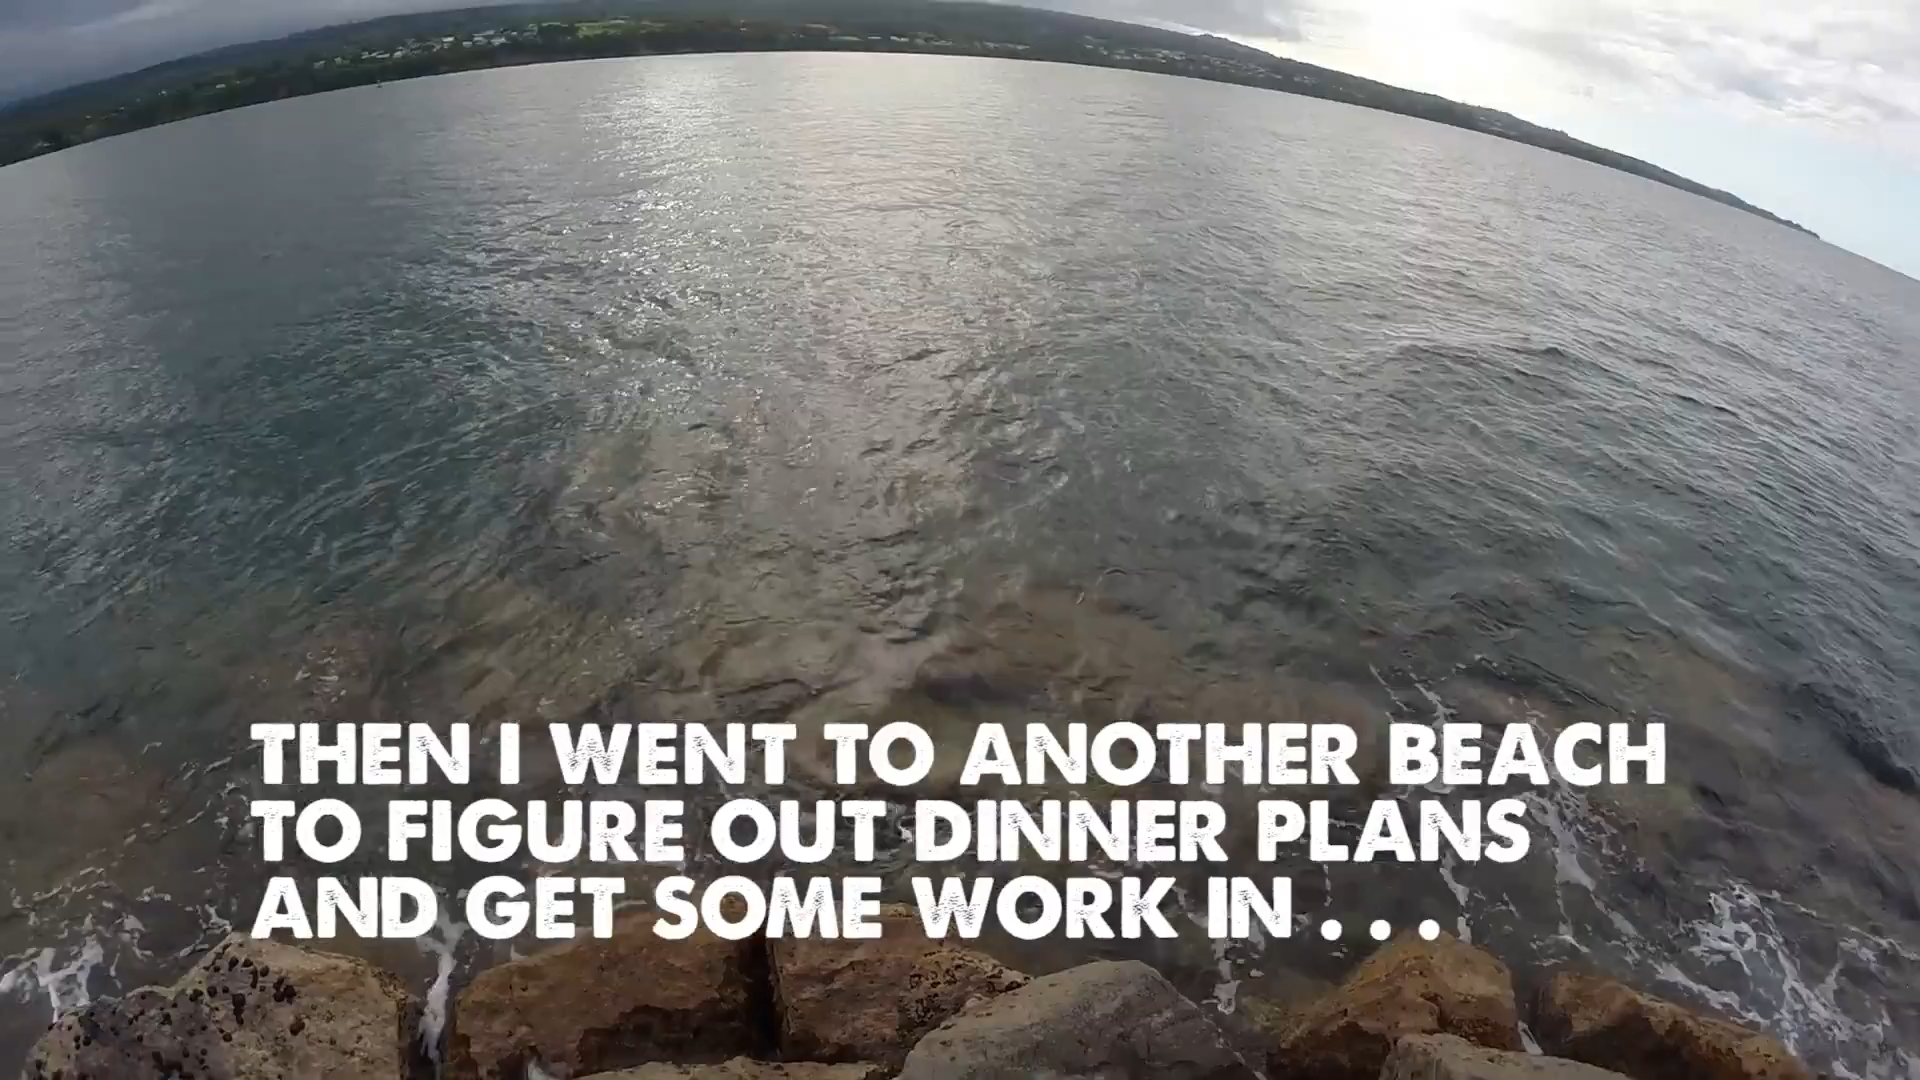 THEN I WENT TO ANOTHER BEACH
TO FIGURE OUT DINNER PLANS
AND GET SOME WORK IN . . .